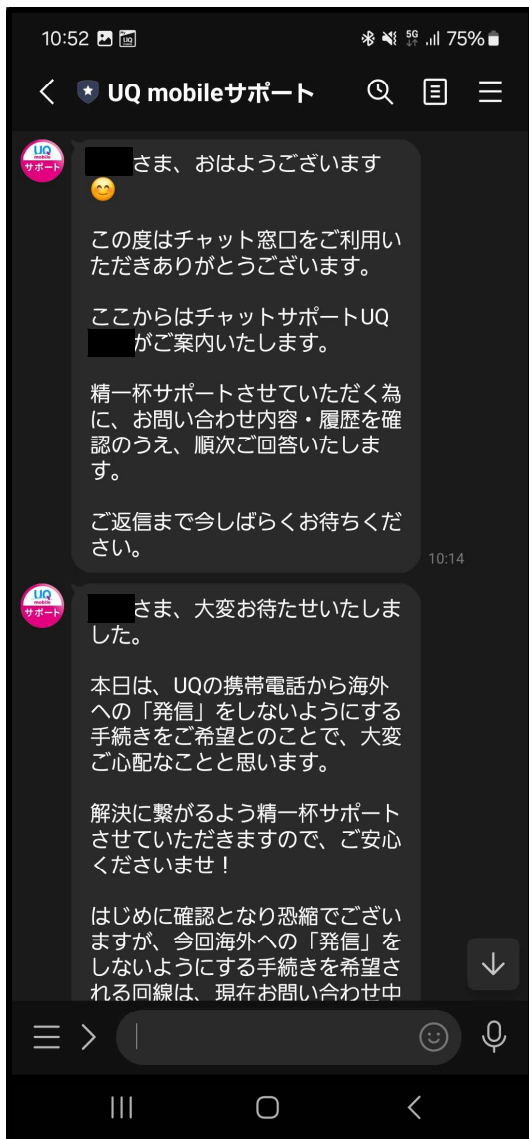 10:52
5G
75%
UQ mobileサポート
UQ
mobile
サポート
さま、おはようございます
😊
この度はチャット窓口をご利用い
ただきありがとうございます。
ここからはチャットサポートUQ
がご案内いたします。
精一杯サポートさせていただく為
に、お問い合わせ内容・履歴を確
認のうえ、順次ご回答いたしま
す。
ご返信まで今しばらくお待ちくだ
さい。
10:14
UQ
mobile
サポート
さま、大変お待たせいたしま
した。
本日は、UQの携帯電話から海外
への「発信」をしないようにする
手続きをご希望とのことで、大変
ご心配なことと思います。
解決に繋がるよう精一杯サポート
させていただきますので、ご安心
くださいませ！
はじめに確認となり恐縮でござい
ますが、今回海外への「発信」を
しないようにする手続きを希望さ
れる回線は、現在お問い合わせ中